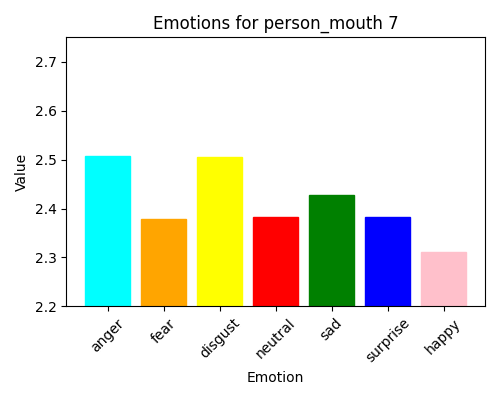 Emotions for person_mouth 7
Value
2.7
2.6
2.5
2.4
2.3
2.2
anger
fear
disgust
neutral
sad
surprise
happy
Emotion